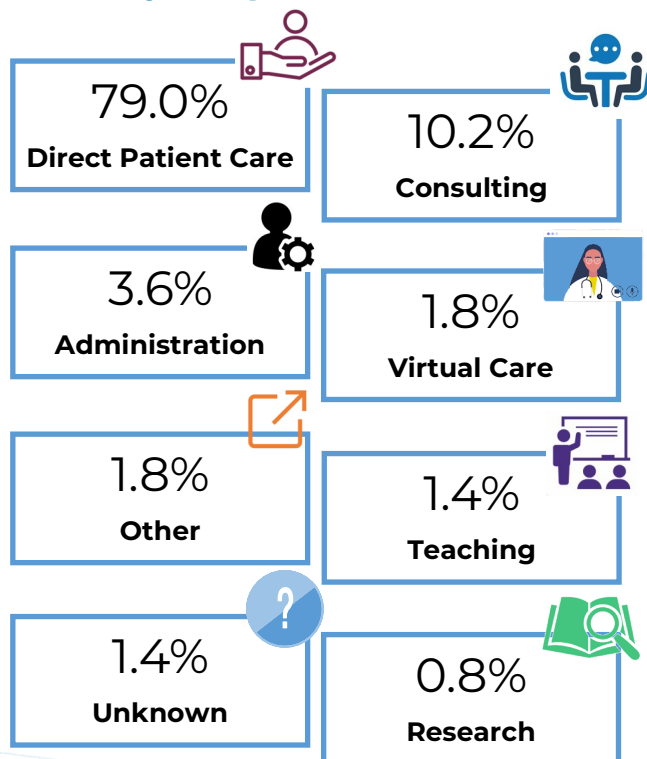 79.0%
Direct Patient Care
10.2%
Consulting
3.6%
Administration
1.8%
Virtual Care
1.8%
Other
1.4%
Teaching
?
1.4%
Unknown
0.8%
Research